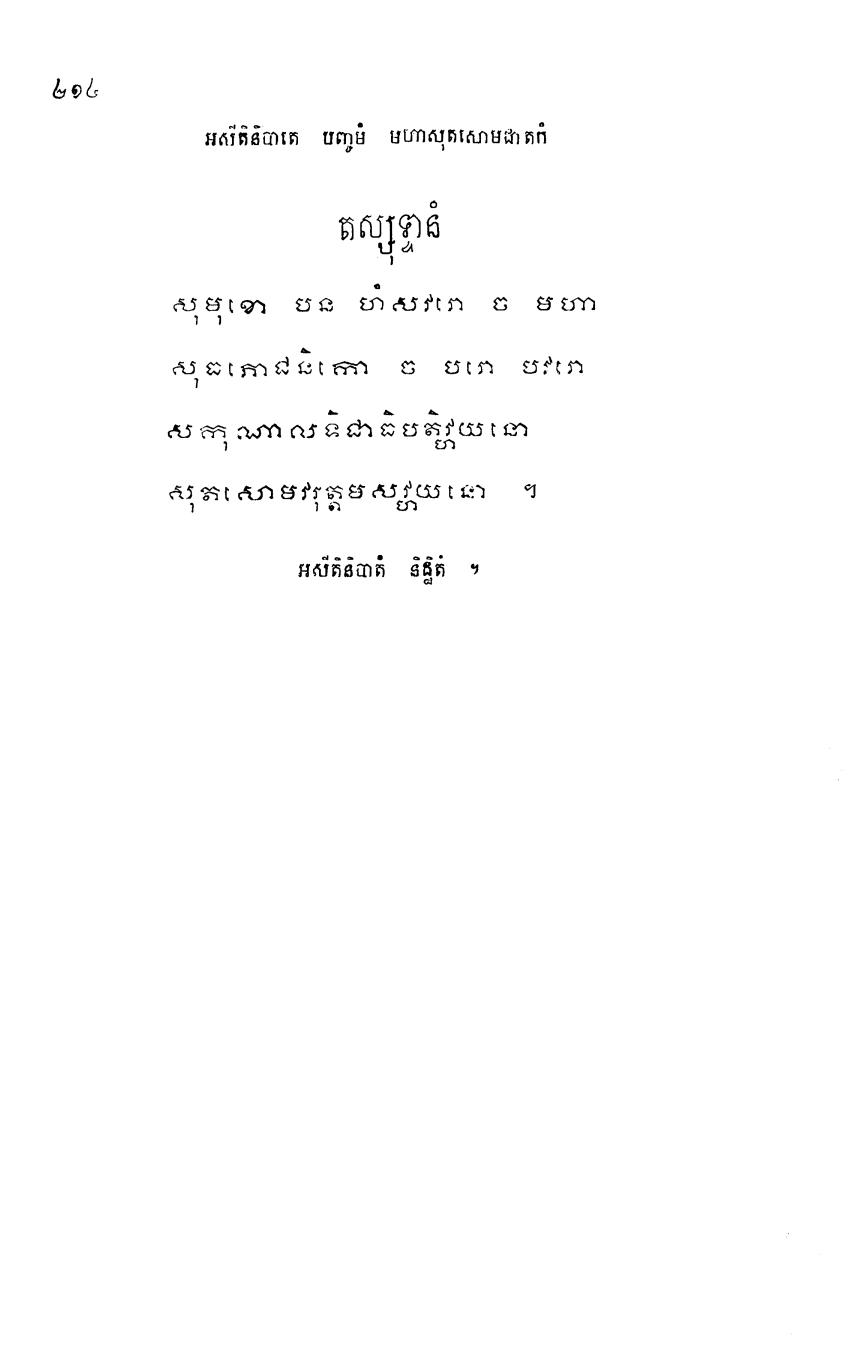 ២១៤
អសីតិនិបាតេ បញ្ចមំ មហាសុតសោមជាតកំ
តស្សុទ្ទានំ
សុមុខោ បន ហំសវរោ ច មហា
សុធភោជនិកោ ច បរោ បវរោ
សកុណាលទិជាធិបតិវ្ហយនោ
សុតសោមវរុត្តមសវ្ហយនោ ។
អសីតិនិបាតំ និដ្ឋិតំ ។